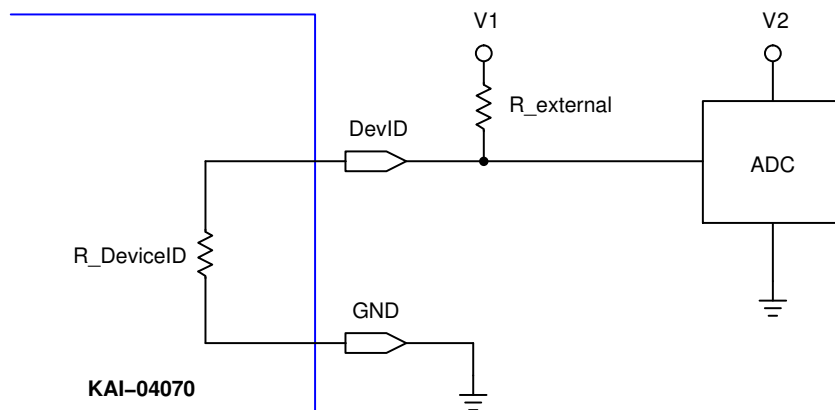 V1
V2
R_external
DevID
ADC
R_DeviceID
GND
KAI–04070